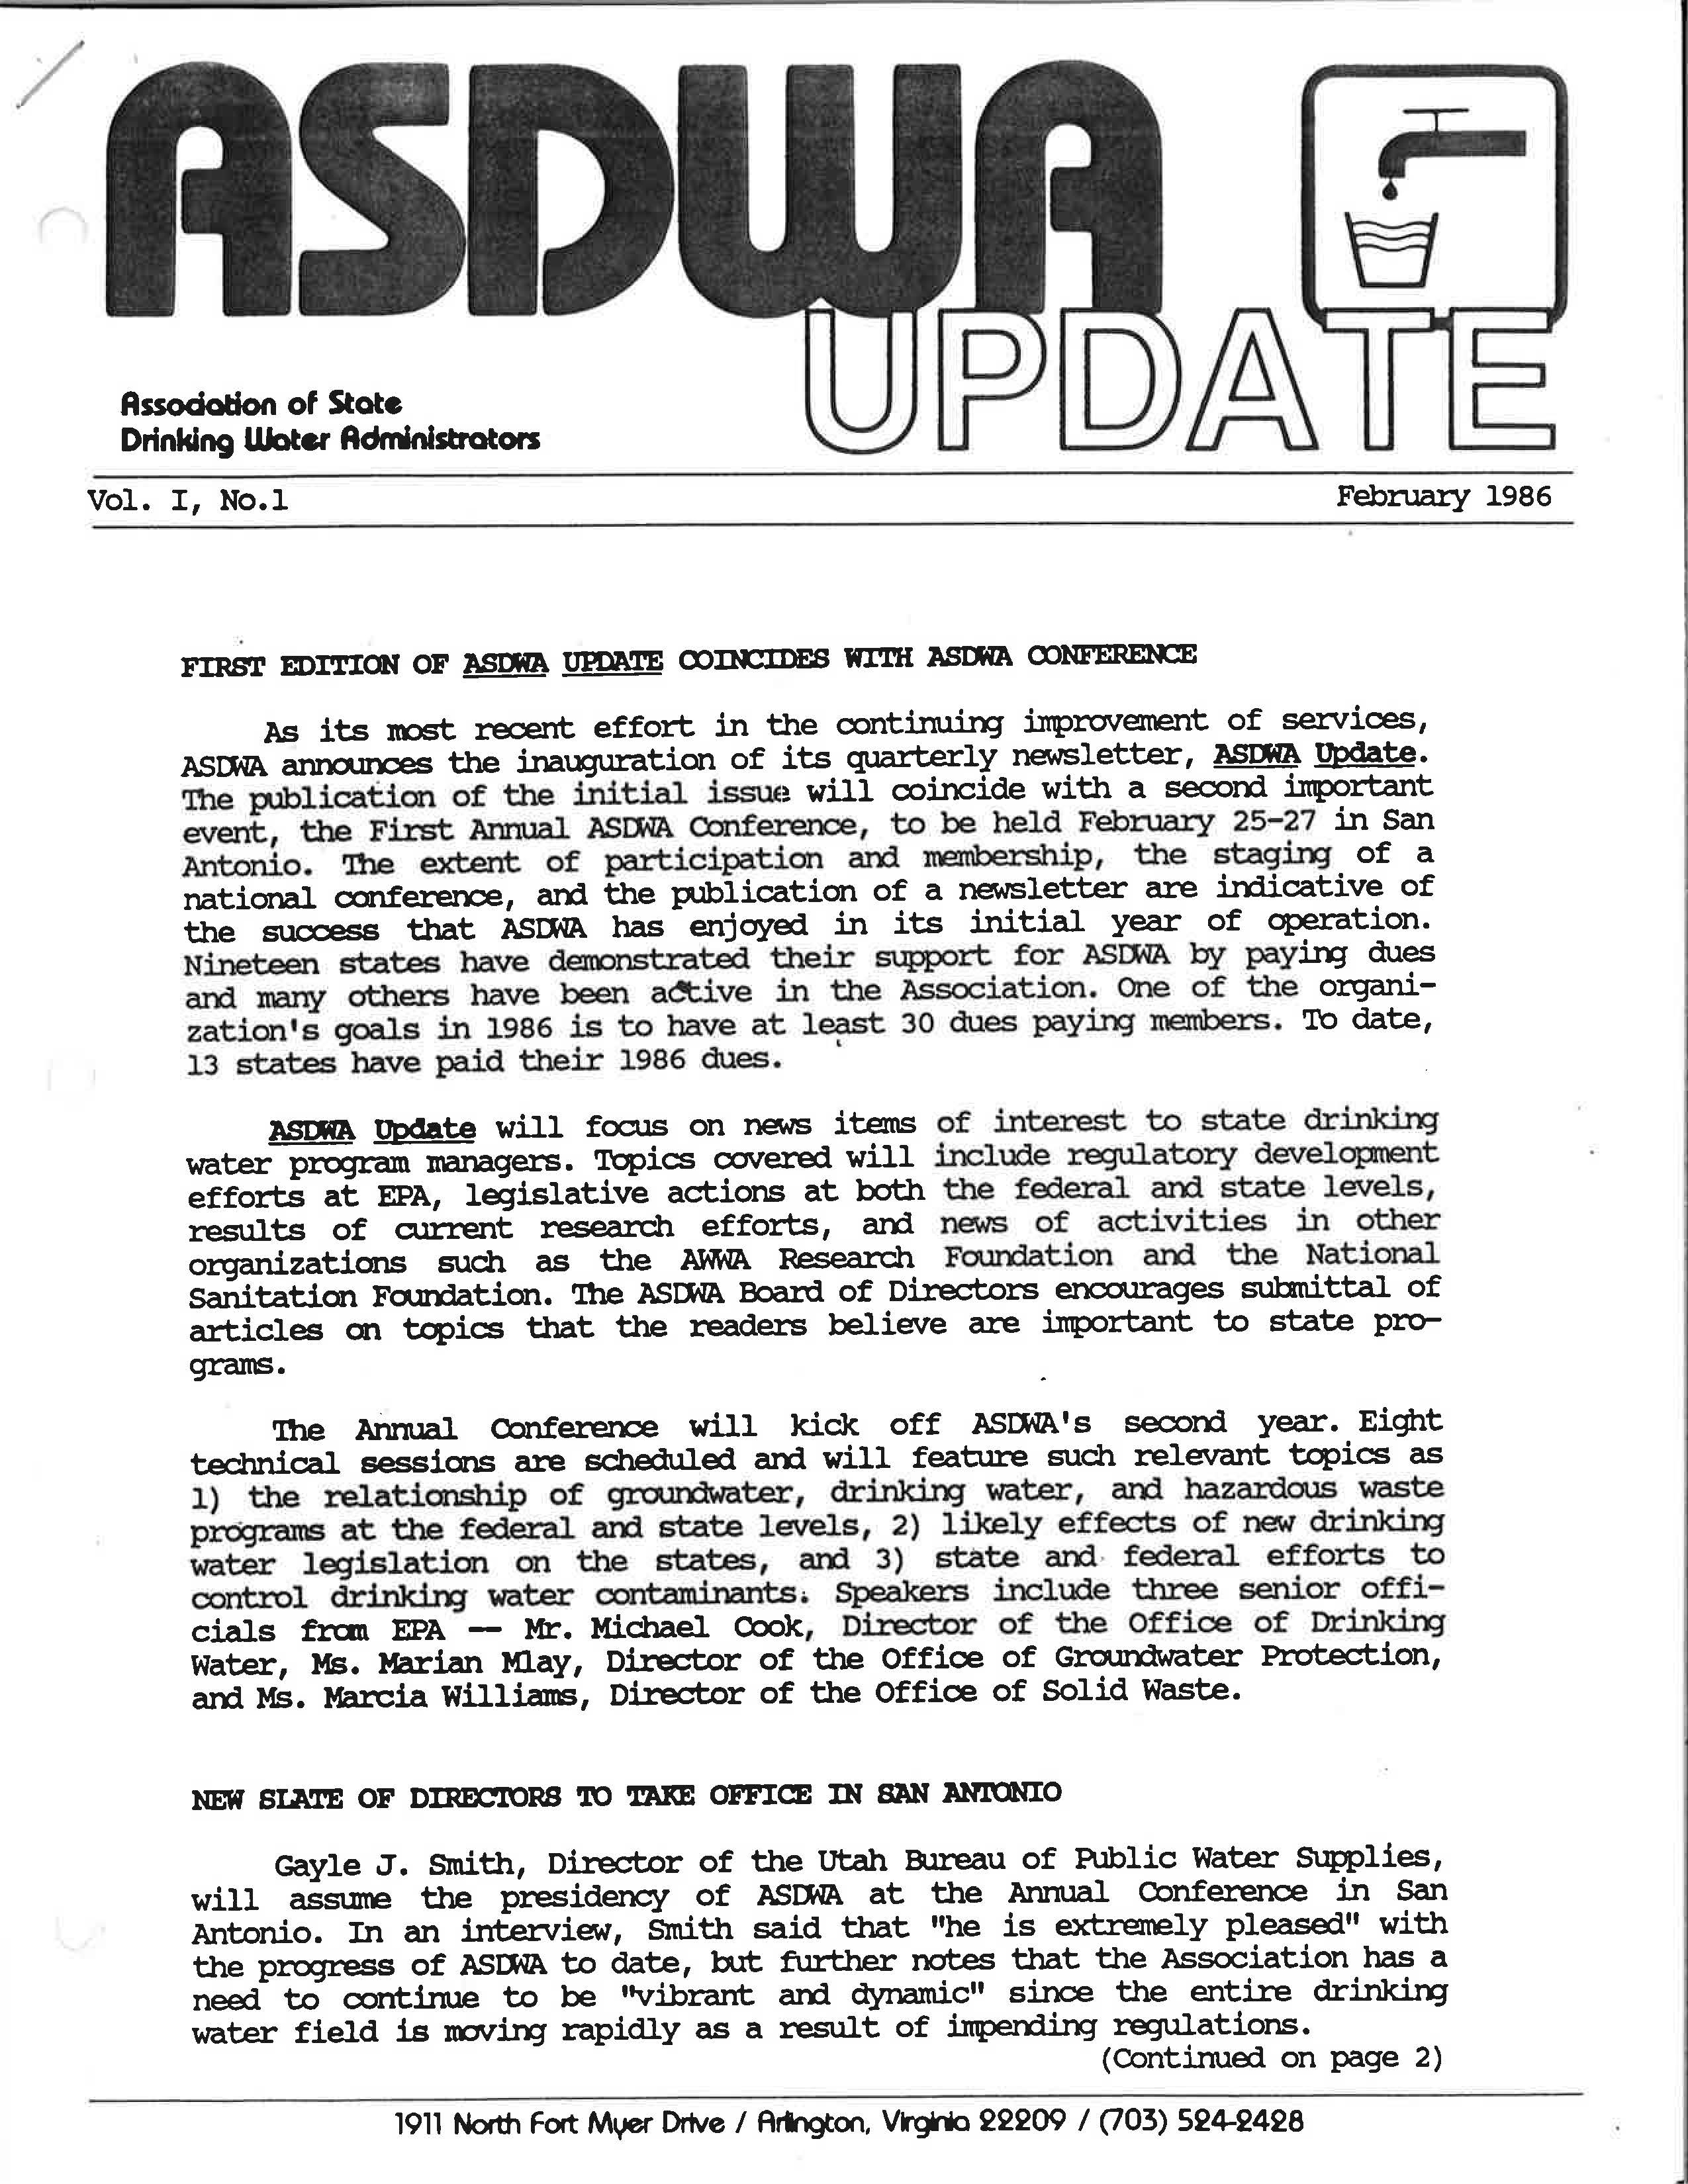 ASDWA
UPDATE
Association of State
Drinking Water Administrators
Vol. I, No.1 February 1986
FIRST EDITION OF ASDWA UPDATE COINCIDES WITH ASDWA CONFERENCE
As its most recent effort in the continuing improvement of services,
ASDWA announces the inauguration of its quarterly newsletter, ASDWA Update.
The publication of the initial issue will coincide with a second important
event, the First Annual ASDWA Conference, to be held February 25-27 in San
Antonio. The extent of participation and membership, the staging of a
national conference, and the publication of a newsletter are indicative of
the success that ASDWA has enjoyed in its initial year of operation.
Nineteen states have demonstrated their support for ASDWA by paying dues
and many others have been active in the Association. One of the organi-
zation's goals in 1986 is to have at least 30 dues paying members. To date,
13 states have paid their 1986 dues.
ASDWA Update will focus on news items of interest to state drinking
water program managers. Topics covered will include regulatory development
efforts at EPA, legislative actions at both the federal and state levels,
results of current research efforts, and news of activities in other
organizations such as the AWWA Research Foundation and the National
Sanitation Foundation. The ASDWA Board of Directors encourages submittal of
articles on topics that the readers believe are important to state pro-
grams.
The Annual Conference will kick off ASDWA's second year. Eight
technical sessions are scheduled and will feature such relevant topics as
1) the relationship of groundwater, drinking water, and hazardous waste
programs at the federal and state levels, 2) likely effects of new drinking
water legislation on the states, and 3) state and federal efforts to
control drinking water contaminants. Speakers include three senior offi-
cials from EPA -- Mr. Michael Cook, Director of the Office of Drinking
Water, Ms. Marian Mlay, Director of the Office of Groundwater Protection,
and Ms. Marcia Williams, Director of the Office of Solid Waste.
NEW SLATE OF DIRECTORS TO TAKE OFFICE IN SAN ANTONIO
Gayle J. Smith, Director of the Utah Bureau of Public Water Supplies,
will assume the presidency of ASDWA at the Annual Conference in San
Antonio. In an interview, Smith said that "he is extremely pleased" with
the progress of ASDWA to date, but further notes that the Association has a
need to continue to be "vibrant and dynamic" since the entire drinking
water field is moving rapidly as a result of impending regulations.
(Continued on page 2)
1911 North Fort Myer Drive / Arlington, Virginia 22209 / (703) 524-2428